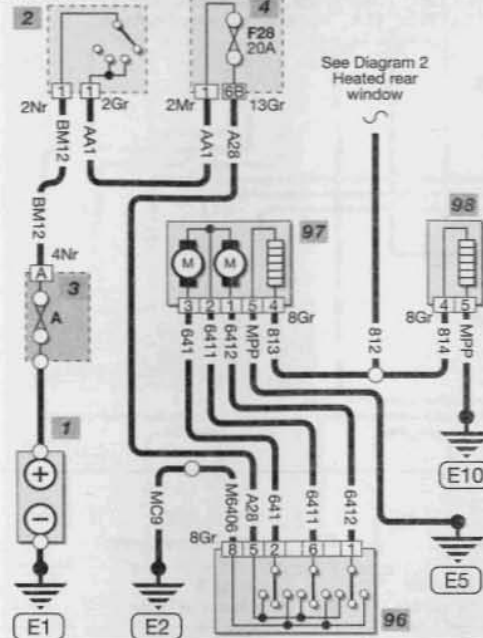 2
4
F28
20A
See Diagram 2
Heated rear
window
1
1
1
6B
2Nr
2Gr
2Mr
13Gr
BM12
AA1
AA1
A28
BM12
97
98
4Nr
A
3
A
M
M
3
2
1
5
4
8Gr
4
5
8Gr
641
6411
6412
MPP
813
812
814
MPP
1
+
−
E10
MC9
M6406
A28
641
6411
6412
8Gr
8
5
2
6
1
E5
E1
E2
96